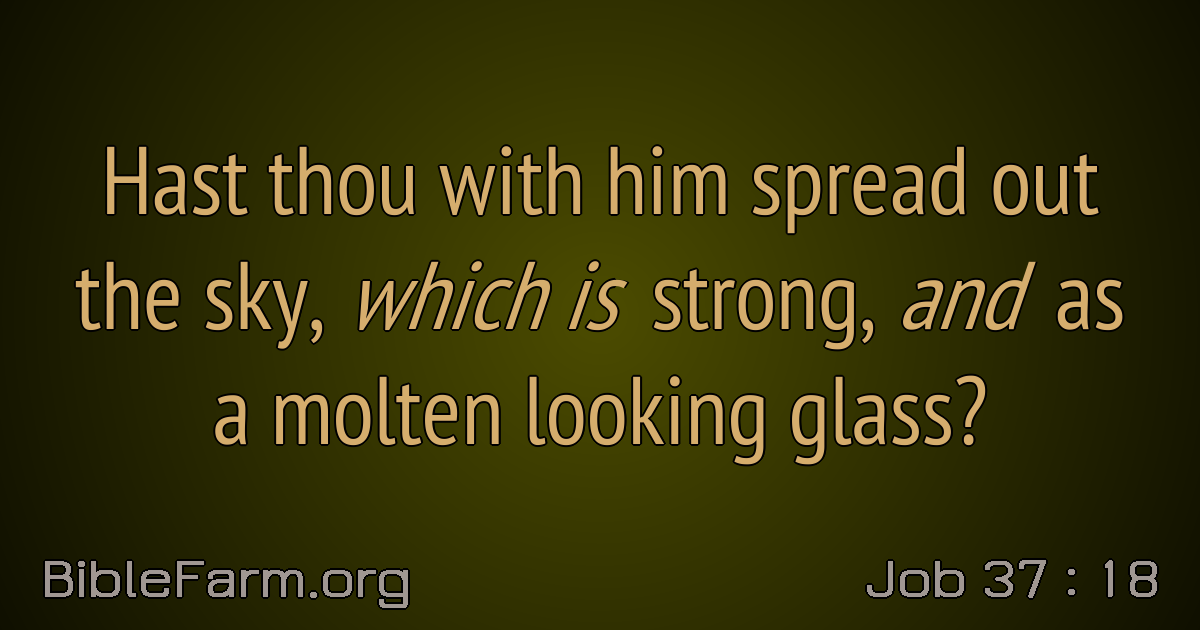 Hast thou with him spread out
the sky, which is strong, and as
a molten looking glass?
BibleFarm.org
Job 37 : 18